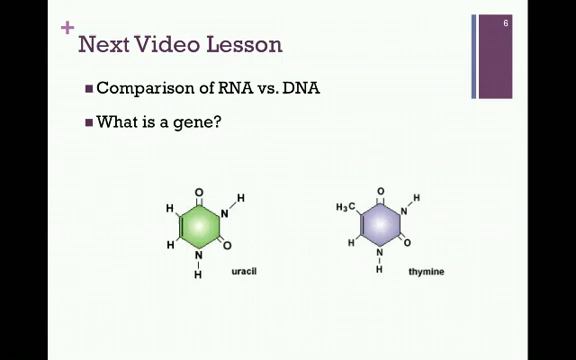 6
+
Next Video Lesson
Comparison of RNA vs. DNA
What is a gene?
O
H
H
N
H
O
N
H
uracil
O
H
H₃C
N
H
O
N
H
thymine